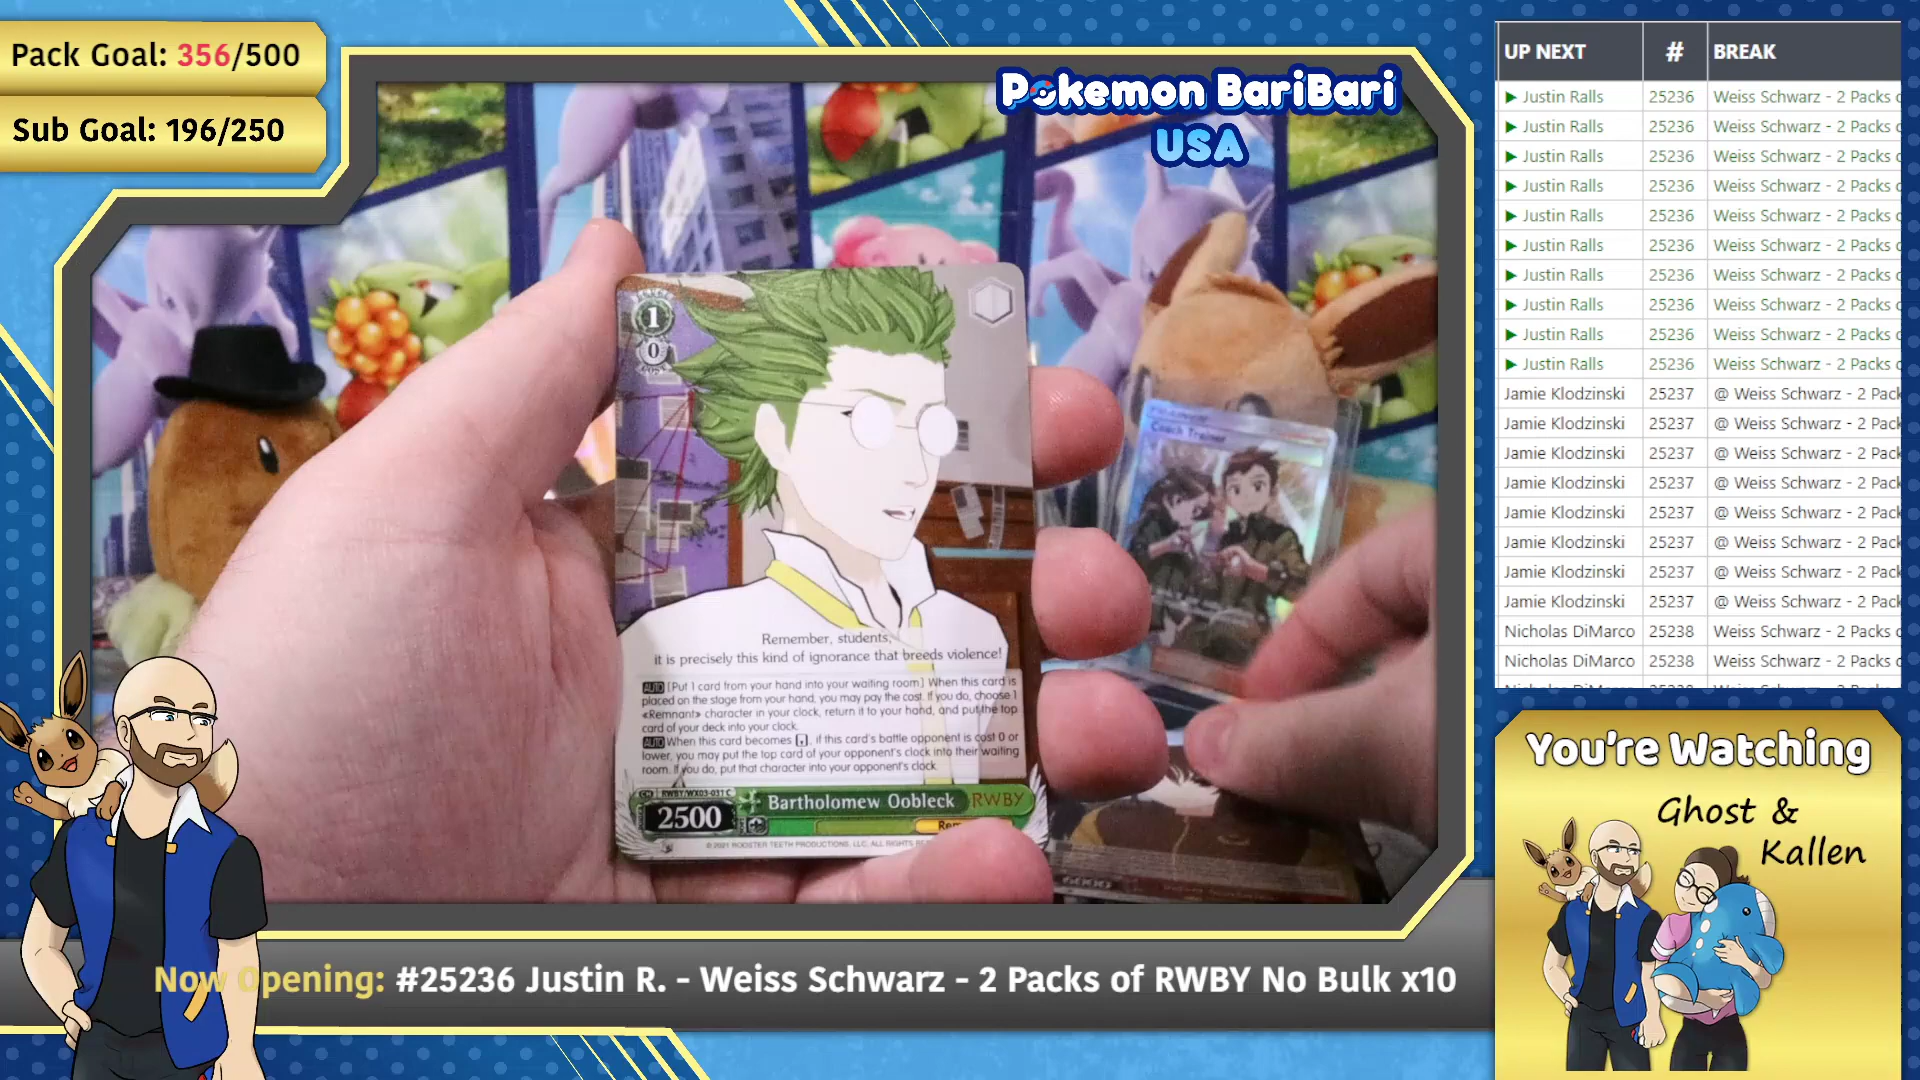 Pack Goal: 356/500
Sub Goal: 196/250
Pokemon BariBari
USA
UP NEXT # BREAK
▶ Justin Ralls 25236 Weiss Schwarz - 2 Packs
▶ Justin Ralls 25236 Weiss Schwarz - 2 Packs
▶ Justin Ralls 25236 Weiss Schwarz - 2 Packs
▶ Justin Ralls 25236 Weiss Schwarz - 2 Packs
▶ Justin Ralls 25236 Weiss Schwarz - 2 Packs
▶ Justin Ralls 25236 Weiss Schwarz - 2 Packs
▶ Justin Ralls 25236 Weiss Schwarz - 2 Packs
▶ Justin Ralls 25236 Weiss Schwarz - 2 Packs
▶ Justin Ralls 25236 Weiss Schwarz - 2 Packs
▶ Justin Ralls 25236 Weiss Schwarz - 2 Packs
Jamie Klodzinski 25237 @ Weiss Schwarz - 2 Pack
Jamie Klodzinski 25237 @ Weiss Schwarz - 2 Pack
Jamie Klodzinski 25237 @ Weiss Schwarz - 2 Pack
Jamie Klodzinski 25237 @ Weiss Schwarz - 2 Pack
Jamie Klodzinski 25237 @ Weiss Schwarz - 2 Pack
Jamie Klodzinski 25237 @ Weiss Schwarz - 2 Pack
Jamie Klodzinski 25237 @ Weiss Schwarz - 2 Pack
Jamie Klodzinski 25237 @ Weiss Schwarz - 2 Pack
Nicholas DiMarco 25238 Weiss Schwarz - 2 Packs
Nicholas DiMarco 25238 Weiss Schwarz - 2 Packs
1
0
Coach Trainer
Remember, students,
it is precisely this kind of ignorance that breeds violence!
AUTO [Put 1 card from your hand into your waiting room] When this card is
placed on the stage from your hand, you may pay the cost. If you do, choose 1
«Remnant» character in your clock, return it to your hand, and put the top
card of your deck into your clock.
AUTO When this card becomes [, if this card's battle opponent is cost 0 or
lower, you may put the top card of your opponent's clock into their waiting
room. If you do, put that character into your opponent's clock.
CH RWBY/WX03-031 C
2500 Bartholomew Oobleck RWBY
© 2021 ROOSTER TEETH PRODUCTIONS, LLC. ALL RIGHTS
6000
You're Watching
Ghost &
Kallen
Now Opening: #25236 Justin R. - Weiss Schwarz - 2 Packs of RWBY No Bulk x10